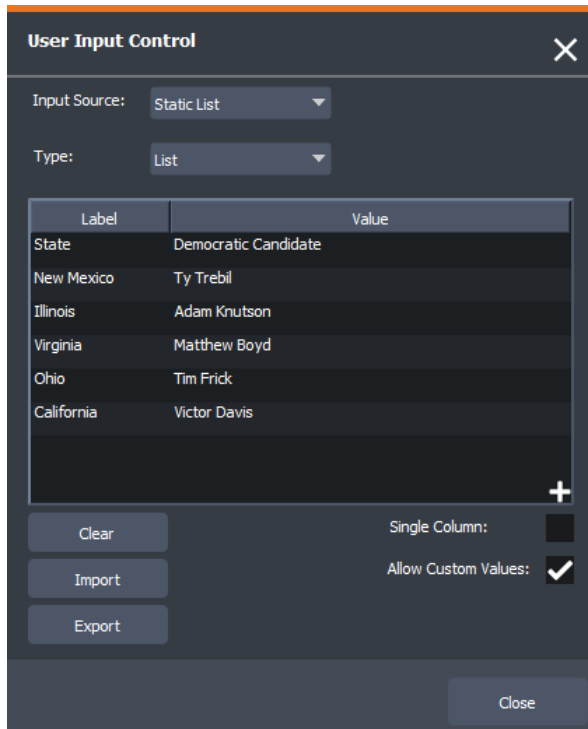 User Input Control
Input Source: Static List
Type: List
Label Value
State Democratic Candidate
New Mexico Ty Trebil
Illinois Adam Knutson
Virginia Matthew Boyd
Ohio Tim Frick
California Victor Davis
Clear Single Column:
Import Allow Custom Values:
Export
Close